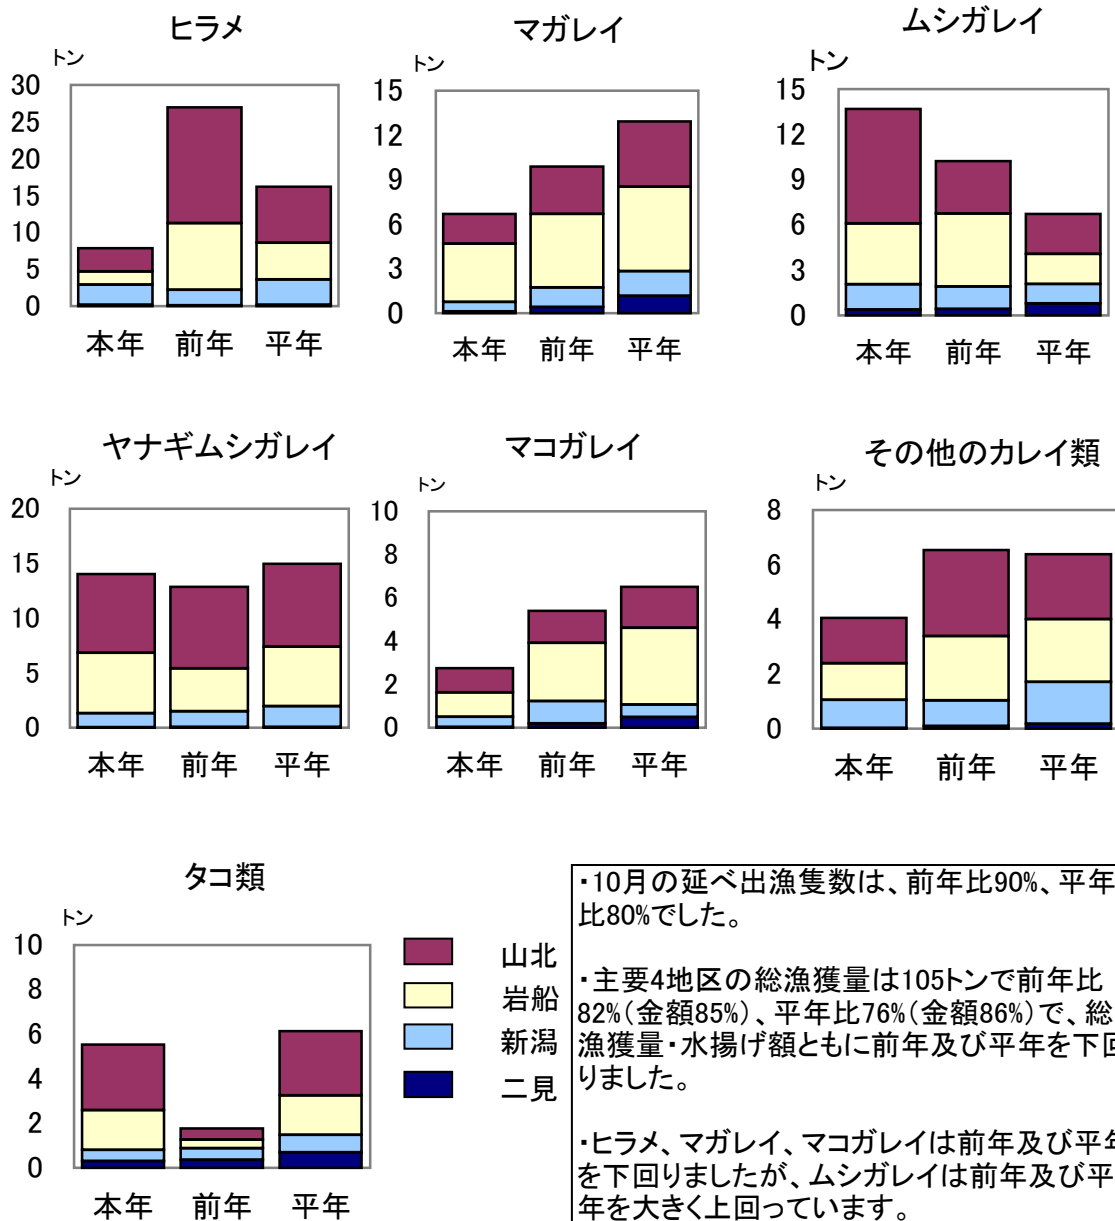 ヒラメ
トン
30
25
20
15
10
5
0
本年 前年 平年
マガレイ
トン
15
12
9
6
3
0
本年 前年 平年
ムシガレイ
トン
15
12
9
6
3
0
本年 前年 平年
ヤナギムシガレイ
トン
20
15
10
5
0
本年 前年 平年
マコガレイ
トン
10
8
6
4
2
0
本年 前年 平年
その他のカレイ類
トン
8
6
4
2
0
本年 前年 平年
タコ類
トン
10
8
6
4
2
0
本年 前年 平年
山北
岩船
新潟
二見
・10月の延べ出漁隻数は、前年比90%、平年
比80%でした。
・主要4地区の総漁獲量は105トンで前年比
82%(金額85%)、平年比76%(金額86%)で、総
漁獲量・水揚げ額ともに前年及び平年を下回
りました。
・ヒラメ、マガレイ、マコガレイは前年及び平年
を下回りましたが、ムシガレイは前年及び平
年を大きく上回っています。